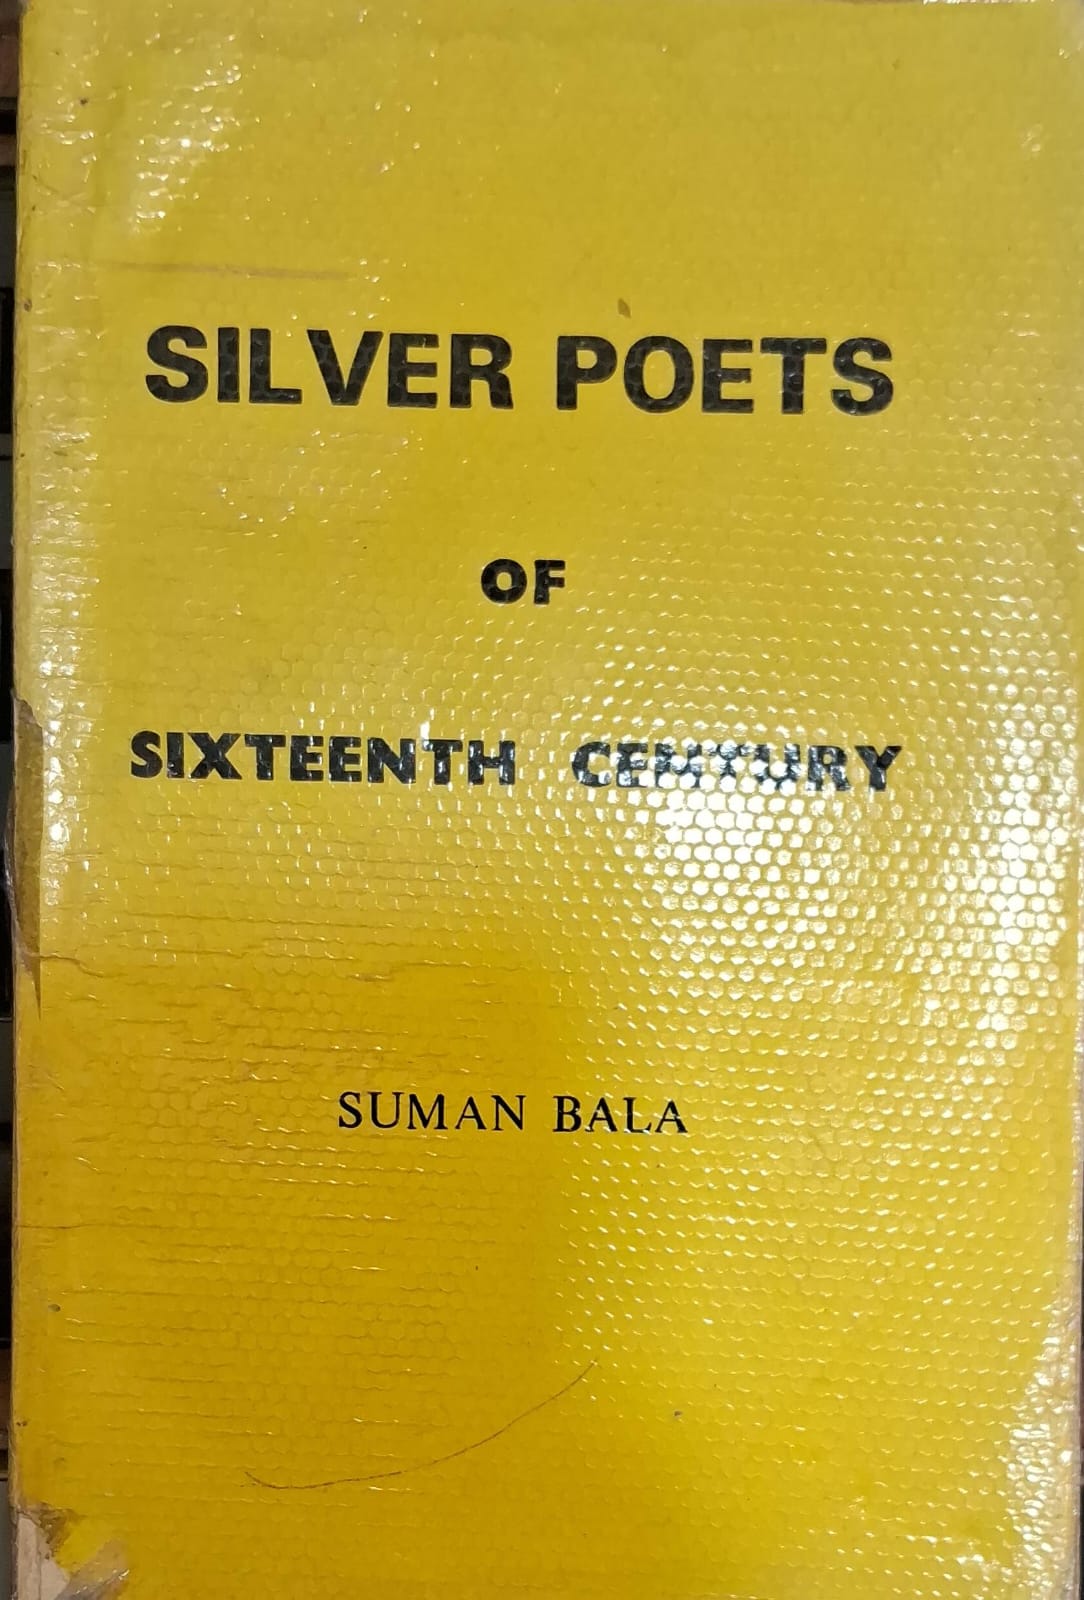 SILVER POETS
OF
SIXTEENTH CENTURY
SUMAN BALA